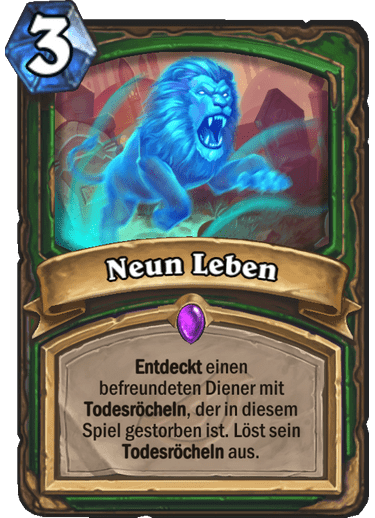 3
Neun Leben
Entdeckt einen
befreundeten Diener mit
Todesröcheln, der in diesem
Spiel gestorben ist. Löst sein
Todesröcheln aus.